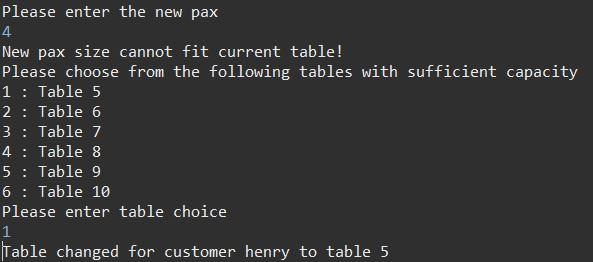 Please enter the new pax
4
New pax size cannot fit current table!
Please choose from the following tables with sufficient capacity
1 : Table 5
2 : Table 6
3 : Table 7
4 : Table 8
5 : Table 9
6 : Table 10
Please enter table choice
1
Table changed for customer henry to table 5